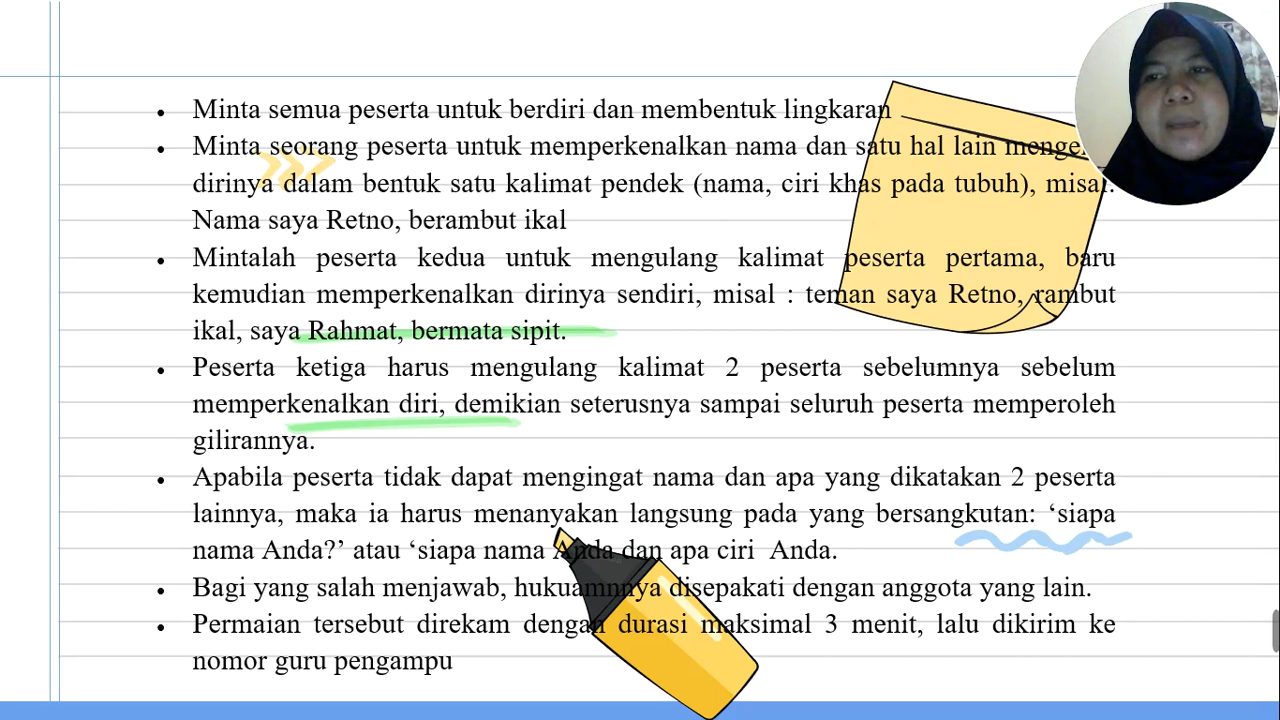 Minta semua peserta untuk berdiri dan membentuk lingkaran
Minta seorang peserta untuk memperkenalkan nama dan satu hal lain
dirinya dalam bentuk satu kalimat pendek (nama, ciri khas pada tubuh), misal:
Nama saya Retno, berambut ikal
Mintalah peserta kedua untuk mengulang kalimat peserta pertama, baru
kemudian memperkenalkan dirinya sendiri, misal : teman saya Retno, rambut
ikal, saya Rahmat, bermata sipit.
Peserta ketiga harus mengulang kalimat 2 peserta sebelumnya sebelum
memperkenalkan diri, demikian seterusnya sampai seluruh peserta memperoleh
gilirannya.
Apabila peserta tidak dapat mengingat nama dan apa yang dikatakan 2 peserta
lainnya, maka ia harus menanyakan langsung pada yang bersangkutan: ‘siapa
nama Anda?’ atau ‘siapa nama Anda dan apa ciri Anda.
Bagi yang salah menjawab, hukuamnnya disepakati dengan anggota yang lain.
Permaian tersebut direkam dengan durasi maksimal 3 menit, lalu dikirim ke
nomor guru pengampu